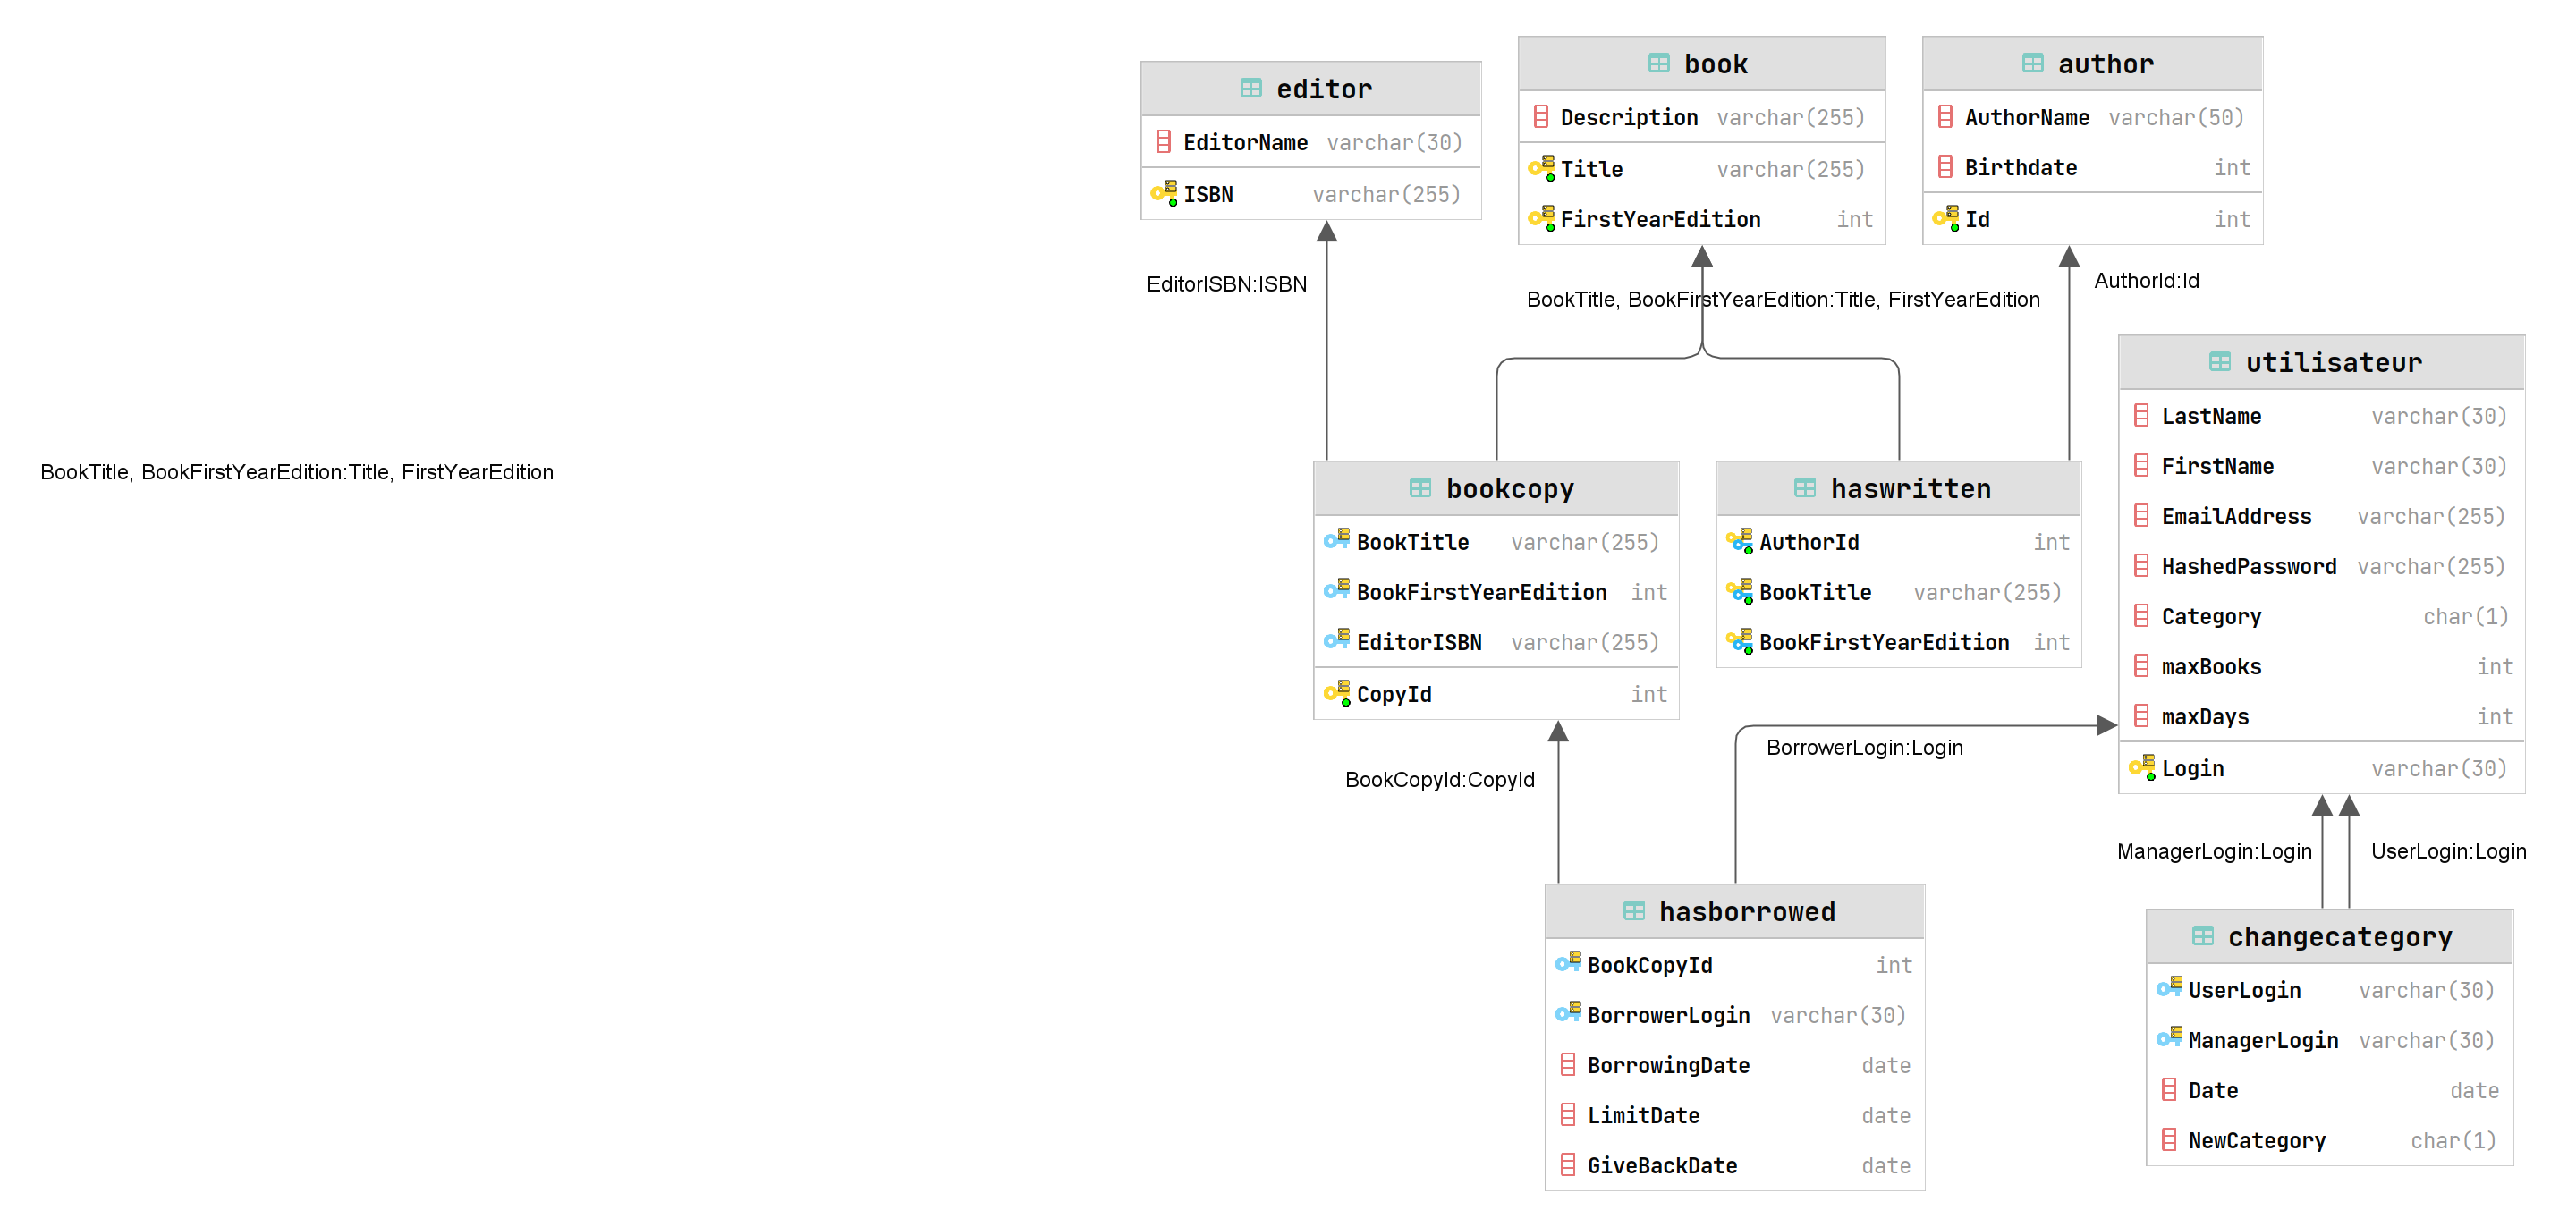 editor
EditorName varchar(30)
ISBN varchar(255)
book
Description varchar(255)
Title varchar(255)
FirstYearEdition int
author
AuthorName varchar(50)
Birthdate int
Id int
EditorISBN:ISBN
BookTitle, BookFirstYearEdition:Title, FirstYearEdition
AuthorId:Id
BookTitle, BookFirstYearEdition:Title, FirstYearEdition
utilisateur
LastName varchar(30)
FirstName varchar(30)
EmailAddress varchar(255)
HashedPassword varchar(255)
Category char(1)
maxBooks int
maxDays int
Login varchar(30)
bookcopy
BookTitle varchar(255)
BookFirstYearEdition int
EditorISBN varchar(255)
CopyId int
haswritten
AuthorId int
BookTitle varchar(255)
BookFirstYearEdition int
BookCopyId:CopyId
BorrowerLogin:Login
ManagerLogin:Login
UserLogin:Login
hasborrowed
BookCopyId int
BorrowerLogin varchar(30)
BorrowingDate date
LimitDate date
GiveBackDate date
changecategory
UserLogin varchar(30)
ManagerLogin varchar(30)
Date date
NewCategory char(1)